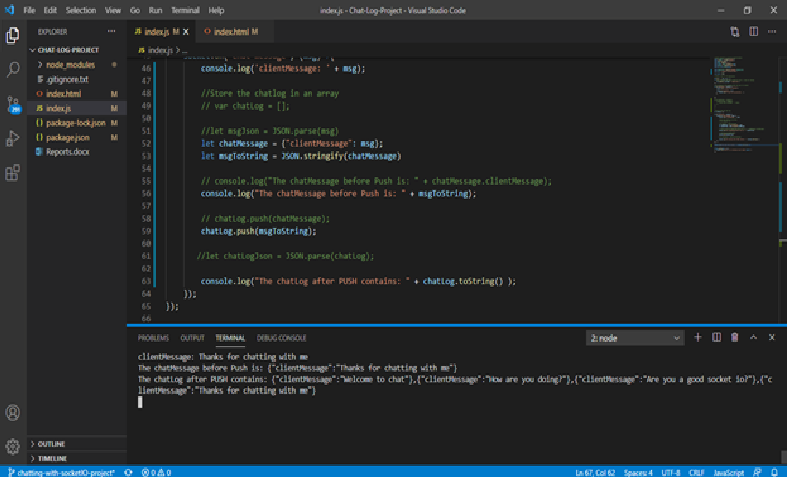 File Edit Selection View Go Run Terminal Help
index.js - Chat-Log-Project - Visual Studio Code
EXPLORER
CHAT-LOG-PROJECT
node_modules
.gitignore.txt
index.html M
index.js M
package-lock.json M
package.json M
Reports.docx
OUTLINE
TIMELINE
JS index.js M X
index.html M
JS index.js > ...
46 console.log('clientMessage: ' + msg);
47
48 //Store the chatlog in an array
49 // var chatLog = [];
50
51 //let msgJson = JSON.parse(msg)
52 let chatMessage = {"clientMessage": msg};
53 let msgToString = JSON.stringify(chatMessage)
54
55 // console.log("The chatMessage before Push is: " + chatMessage.clientMessage);
56 console.log("The chatMessage before Push is: " + msgToString);
57
58 // chatLog.push(chatMessage);
59 chatLog.push(msgToString);
60
61 //let chatLogJson = JSON.parse(chatLog);
62
63 console.log("The chatLog after PUSH contains: " + chatLog.toString() );
64 });
65 });
66
PROBLEMS OUTPUT TERMINAL DEBUG CONSOLE
2: node
clientMessage: Thanks for chatting with me
The chatMessage before Push is: {"clientMessage":"Thanks for chatting with me"}
The chatLog after PUSH contains: {"clientMessage":"Welcome to chat"},{"clientMessage":"How are you doing?"},{"clientMessage":"Are you a good socket io?"},{"c
lientMessage":"Thanks for chatting with me"}
chatting-with-socketIO-project* 0 0
Ln 67, Col 62 Spaces: 4 UTF-8 CRLF JavaScript